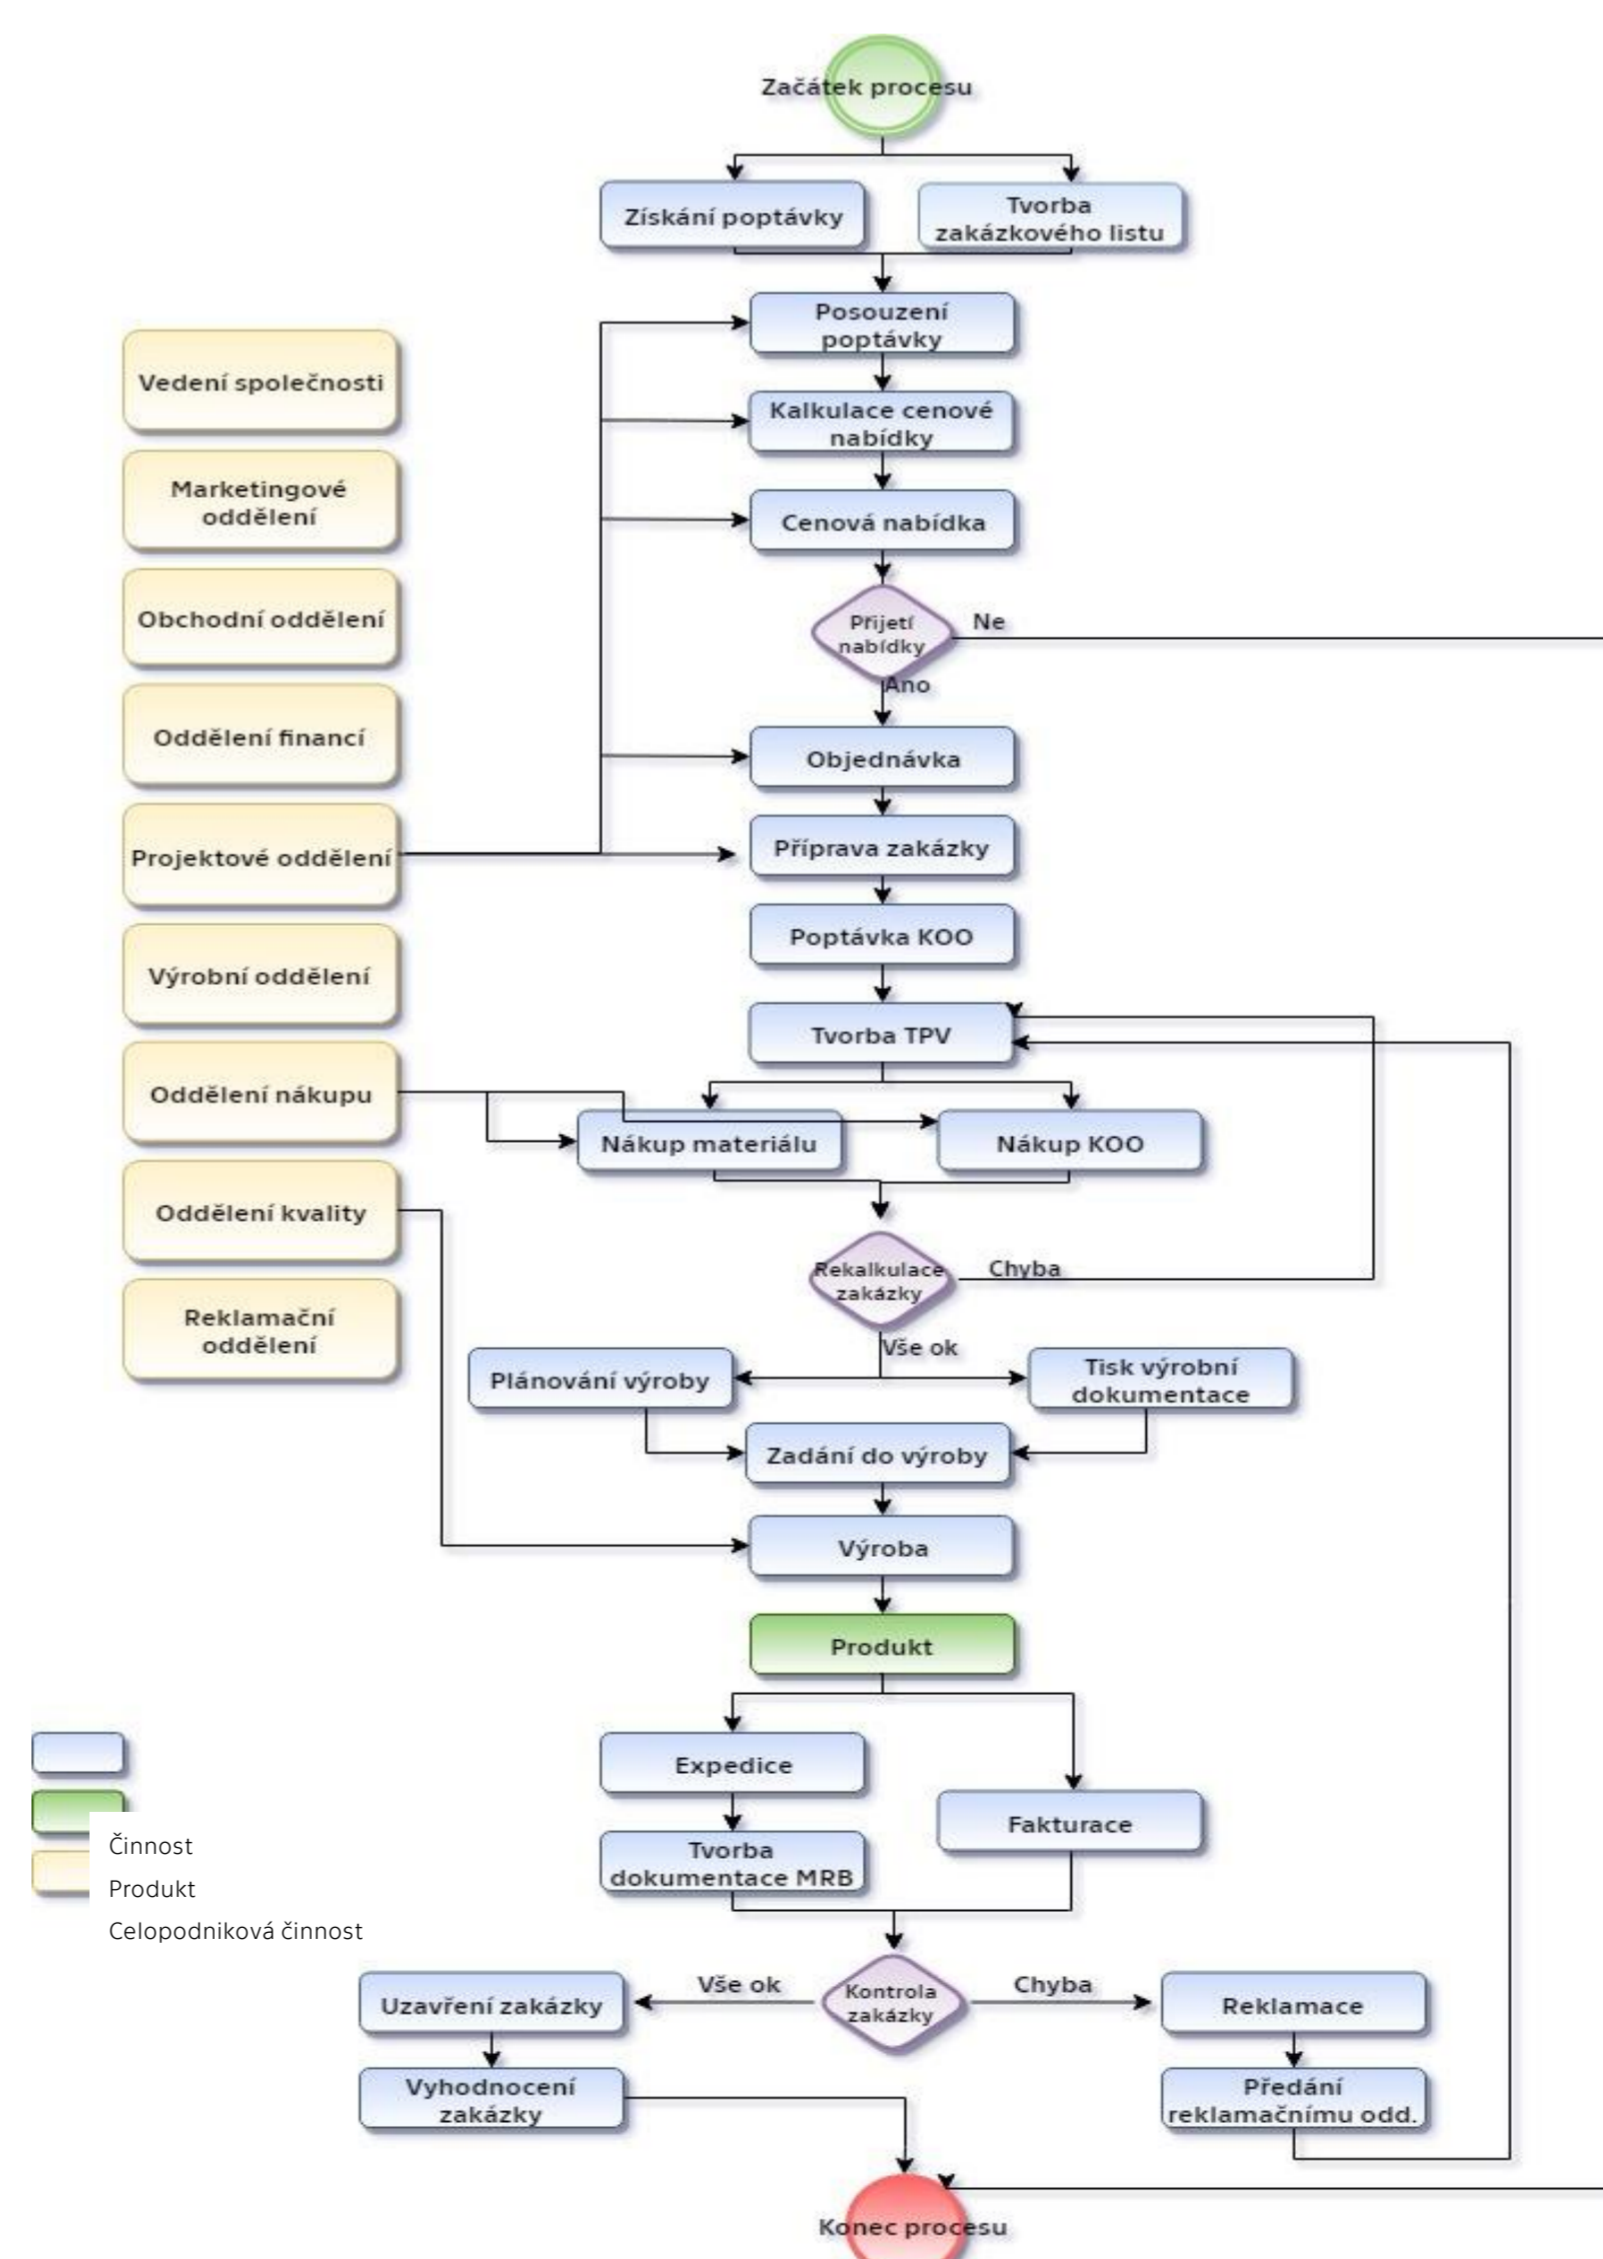 Začátek procesu
Získání poptávky
Tvorba
zakázkového listu
Posouzení
poptávky
Vedení společnosti
Kalkulace cenové
nabídky
Marketingové
oddělení
Cenová nabídka
Obchodní oddělení
Přijetí
nabídky
Ne
Ano
Oddělení financí
Objednávka
Projektové oddělení
Příprava zakázky
Poptávka KOO
Výrobní oddělení
Tvorba TPV
Oddělení nákupu
Nákup materiálu
Nákup KOO
Oddělení kvality
Rekalkulace
zakázky
Chyba
Reklamační
oddělení
Vše ok
Plánování výroby
Tisk výrobní
dokumentace
Zadání do výroby
Výroba
Produkt
Expedice
Fakturace
Tvorba
dokumentace MRB
Činnost
Produkt
Celopodniková činnost
Uzavření zakázky
Vše ok
Kontrola
zakázky
Chyba
Reklamace
Vyhodnocení
zakázky
Předání
reklamačnímu odd.
Konec procesu